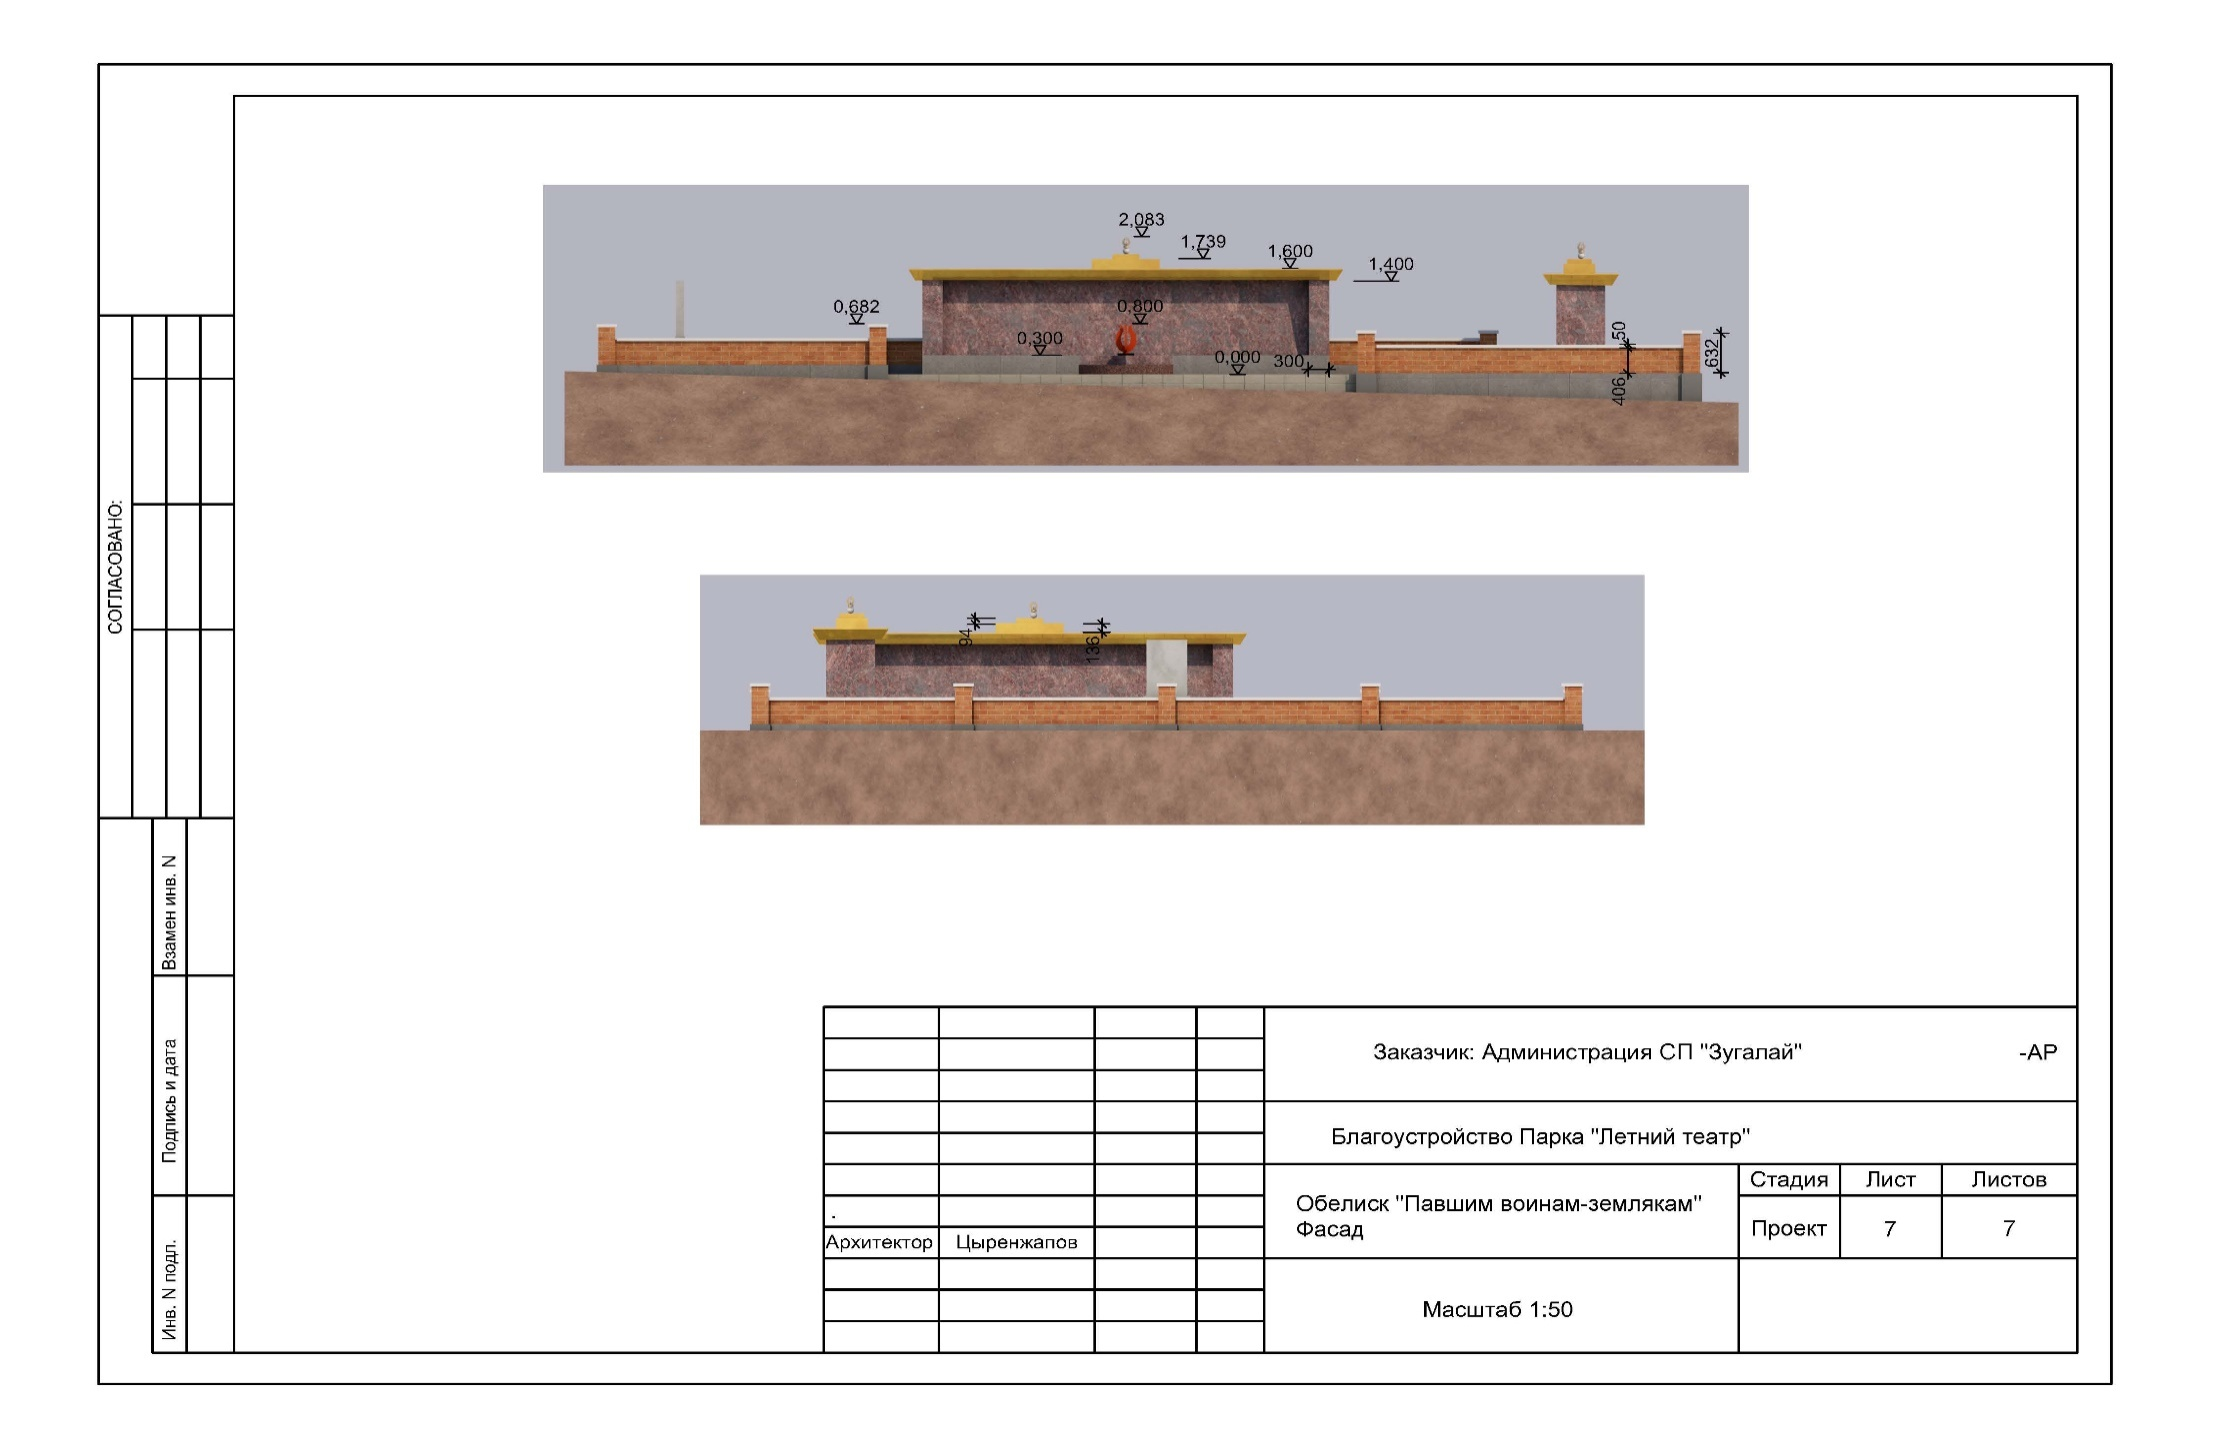 2,083
1,739
1,600
1,400
0,682
0,800
0,300
0,000
300
50
632
406
94
136
СОГЛАСОВАНО:
Взамен инв. N
Подпись и дата
Инв. N подл.
Заказчик: Администрация СП "Зугалай"
-АР
Благоустройство Парка "Летний театр"
Обелиск "Павшим воинам-землякам"
Фасад
Стадия
Лист
Листов
Проект
7
7
.
Архитектор
Цыренжапов
Масштаб 1:50